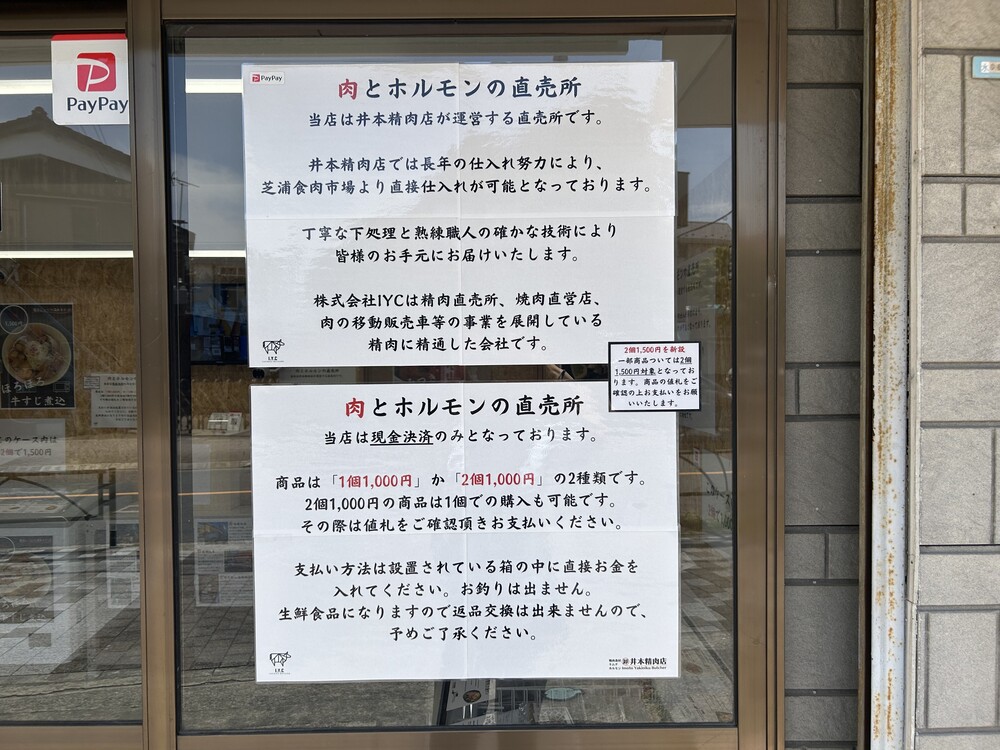 PayPay
PayPay
肉とホルモンの直売所
当店は井本精肉店が運営する直売所です。
井本精肉店では長年の仕入れ努力により、
芝浦食肉市場より直接仕入れが可能となっております。
丁寧な下処理と熟練職人の確かな技術により
皆様のお手元にお届けいたします。
株式会社IYCは精肉直売所、焼肉直営店、
肉の移動販売車等の事業を展開している
精肉に精通した会社です。
I.Y.C
2個1,500円を新設
一部商品ついては2個
1,500円対象となってお
ります。商品の値札をご
確認の上お支払いをお願
いいたします。
肉とホルモンの直売所
当店は現金決済のみとなっております。
商品は「1個1,000円」か「2個1,000円」の2種類です。
2個1,000円の商品は1個での購入も可能です。
その際は値札をご確認頂きお支払いください。
支払い方法は設置されている箱の中に直接お金を
入れてください。お釣りは出ません。
生鮮食品になりますので返品交換は出来ませんので、
予めご了承ください。
I.Y.C
井本精肉店
ほろほろ
牛すじ煮込
のケース内は
2個で1,500円